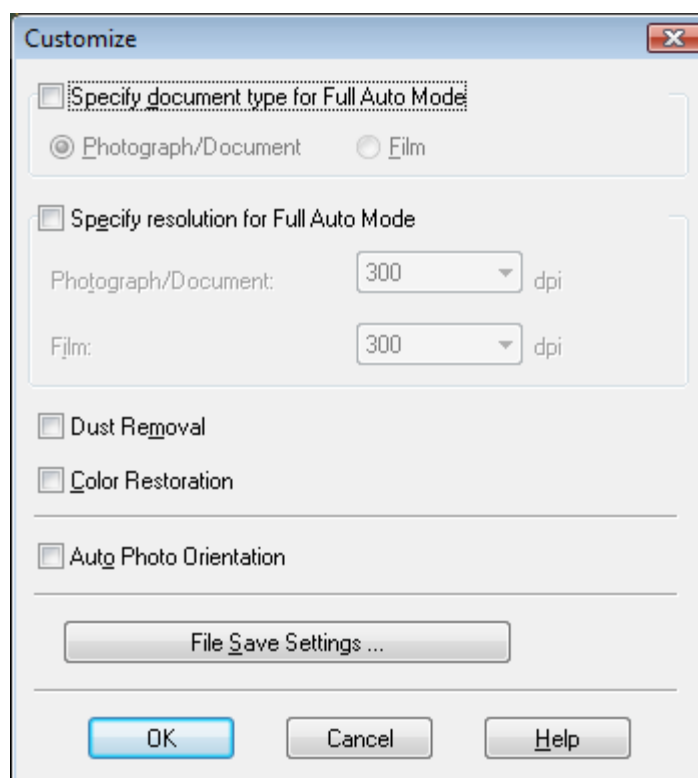 Customize
Specify document type for Full Auto Mode
Photograph/Document Film
Specify resolution for Full Auto Mode
Photograph/Document: 300 dpi
Film: 300 dpi
Dust Removal
Color Restoration
Auto Photo Orientation
File Save Settings ...
OK Cancel Help